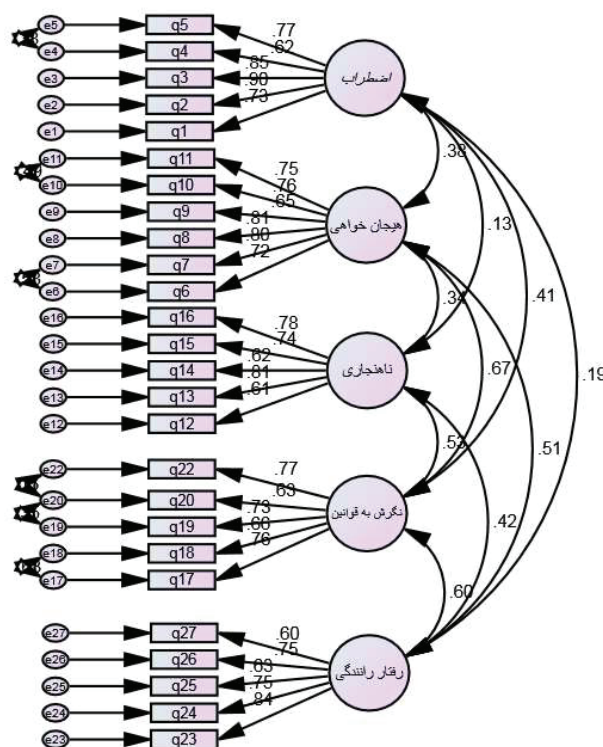 e5 q5 .77
e4 q4 .62
e3 q3 .85 اضطراب
e2 q2 .90
e1 q1 .73
.38
e11 q11 .75
e10 q10 .76
e9 q9 .65
e8 q8 .81 هیجان خواهی .13
e7 q7 .80
e6 q6 .72
.34 .41
e16 q16 .78
e15 q15 .74
e14 q14 .62 ناهنجاری .67 .19
e13 q13 .81
e12 q12 .61
.53 .51
e22 q22 .77
e20 q20 .63
e19 q19 .73 نگرش به قوانین .42
e18 q18
e17 q17 .76
.60
e27 q27 .60
e26 q26 .75
e25 q25 .63 رفتار رانندگی
e24 q24 .75
e23 q23 .84